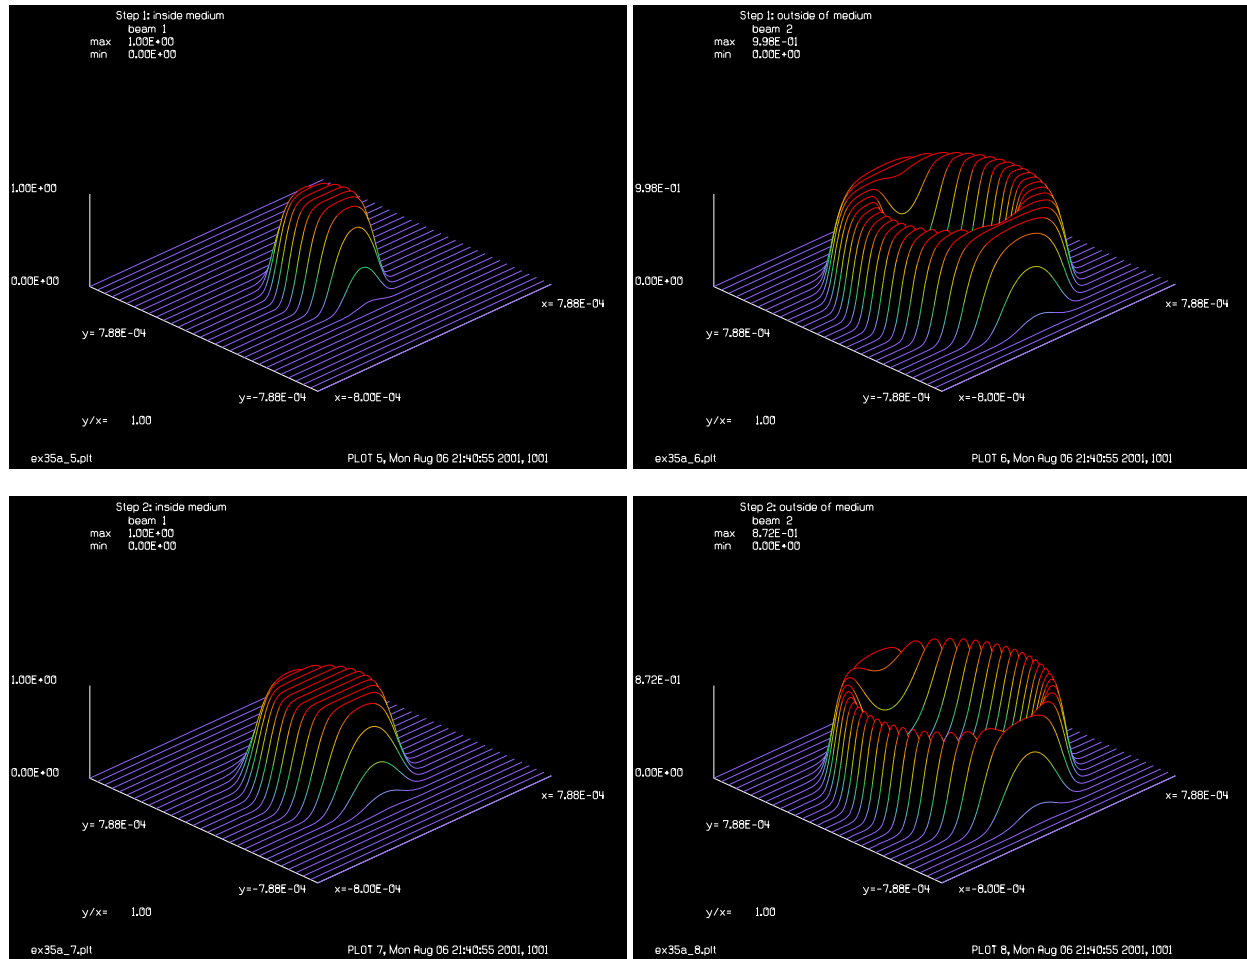 Step 1: inside medium
beam 1
max 1.00E+00
min 0.00E+00
1.00E+00
0.00E+00
x= 7.88E-04
y= 7.88E-04
y=-7.88E-04 x=-8.00E-04
y/x= 1.00
ex35a_5.plt PLOT 5, Mon Aug 06 21:40:55 2001, 1001
Step 1: outside of medium
beam 2
max 9.98E-01
min 0.00E+00
9.98E-01
0.00E+00
x= 7.88E-04
y= 7.88E-04
y=-7.88E-04 x=-8.00E-04
y/x= 1.00
ex35a_6.plt PLOT 6, Mon Aug 06 21:40:55 2001, 1001
Step 2: inside medium
beam 1
max 1.00E+00
min 0.00E+00
1.00E+00
0.00E+00
x= 7.88E-04
y= 7.88E-04
y=-7.88E-04 x=-8.00E-04
y/x= 1.00
ex35a_7.plt PLOT 7, Mon Aug 06 21:40:55 2001, 1001
Step 2: outside of medium
beam 2
max 8.72E-01
min 0.00E+00
8.72E-01
0.00E+00
x= 7.88E-04
y= 7.88E-04
y=-7.88E-04 x=-8.00E-04
y/x= 1.00
ex35a_8.plt PLOT 8, Mon Aug 06 21:40:55 2001, 1001